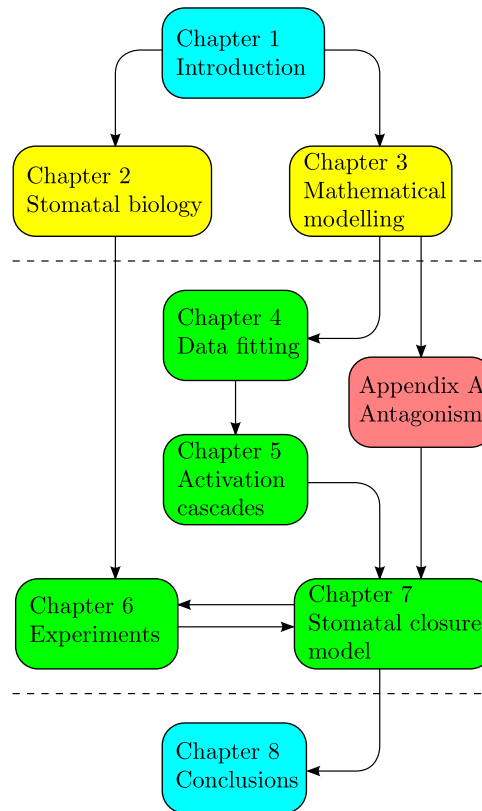 Chapter 1
Introduction
Chapter 2
Stomatal biology
Chapter 3
Mathematical
modelling
Chapter 4
Data fitting
Appendix A
Antagonism
Chapter 5
Activation
cascades
Chapter 6
Experiments
Chapter 7
Stomatal closure
model
Chapter 8
Conclusions